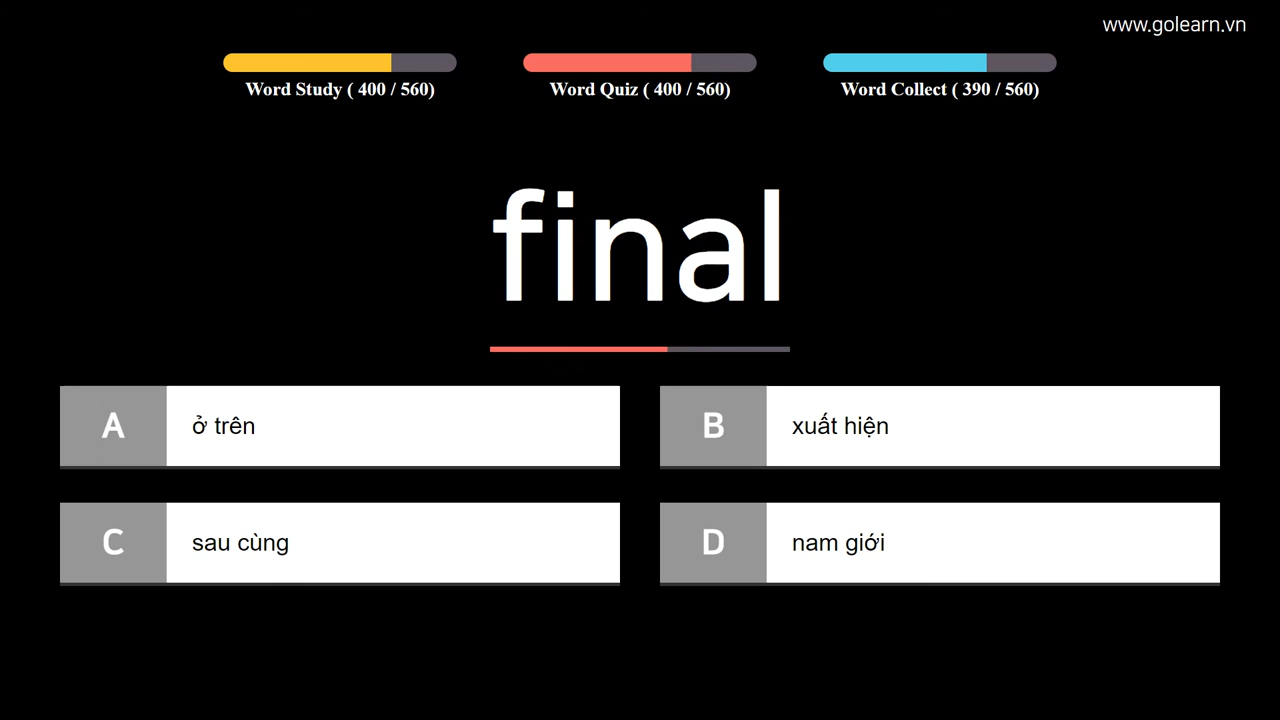 www.golearn.vn
Word Study ( 400 / 560)
Word Quiz ( 400 / 560)
Word Collect ( 390 / 560)
final
A
ở trên
B
xuất hiện
C
sau cùng
D
nam giới